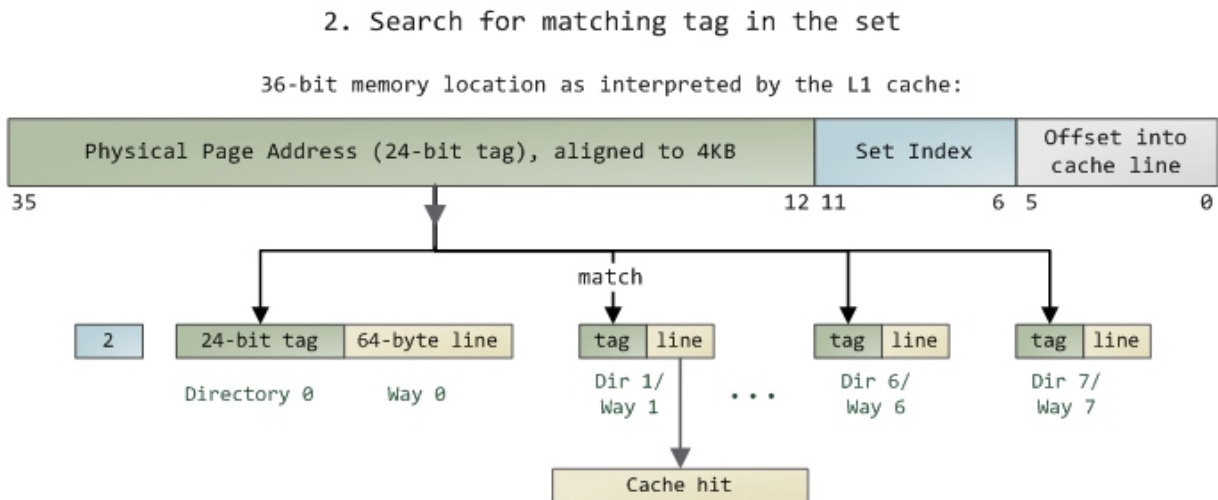 2. Search for matching tag in the set
36-bit memory location as interpreted by the L1 cache:
Physical Page Address (24-bit tag), aligned to 4KB
Set Index
Offset into
cache line
35
12
11
6
5
0
match
2
24-bit tag
64-byte line
tag
line
tag
line
tag
line
Directory 0
Way 0
Dir 1/
Way 1
...
Dir 6/
Way 6
Dir 7/
Way 7
Cache hit